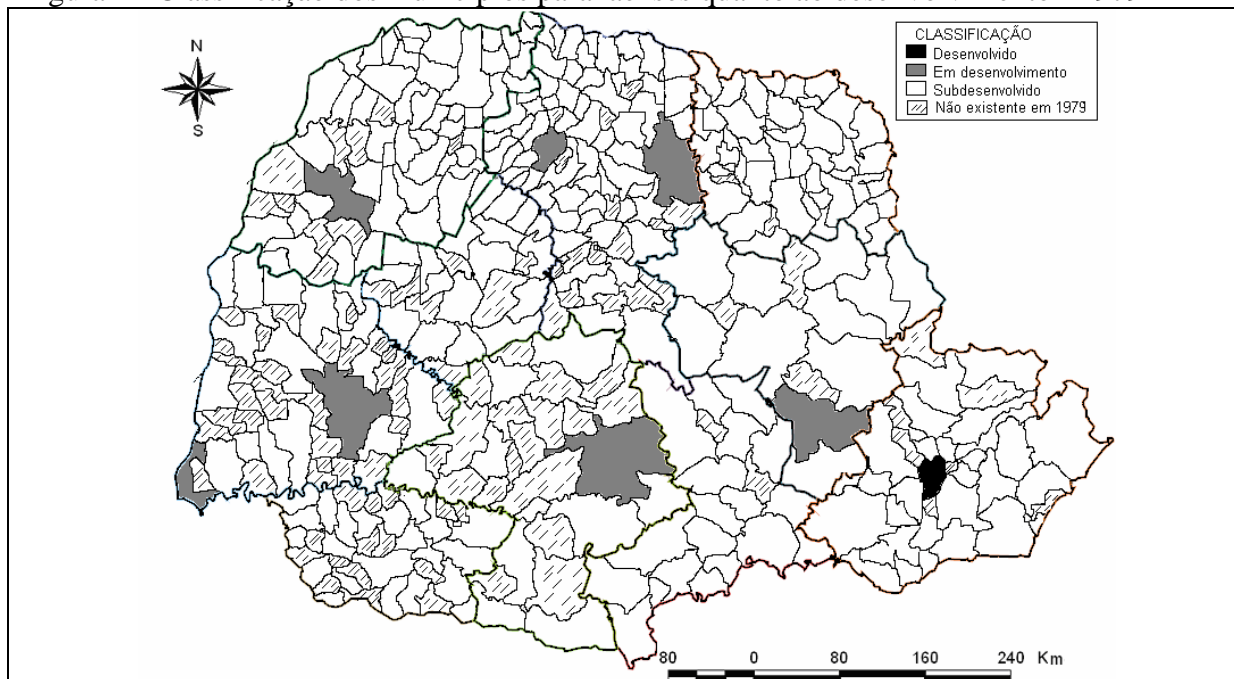 N
S
CLASSIFICAÇÃO
Desenvolvido
Em desenvolvimento
Subdesenvolvido
Não existente em 1979
80 0 80 160 240 Km